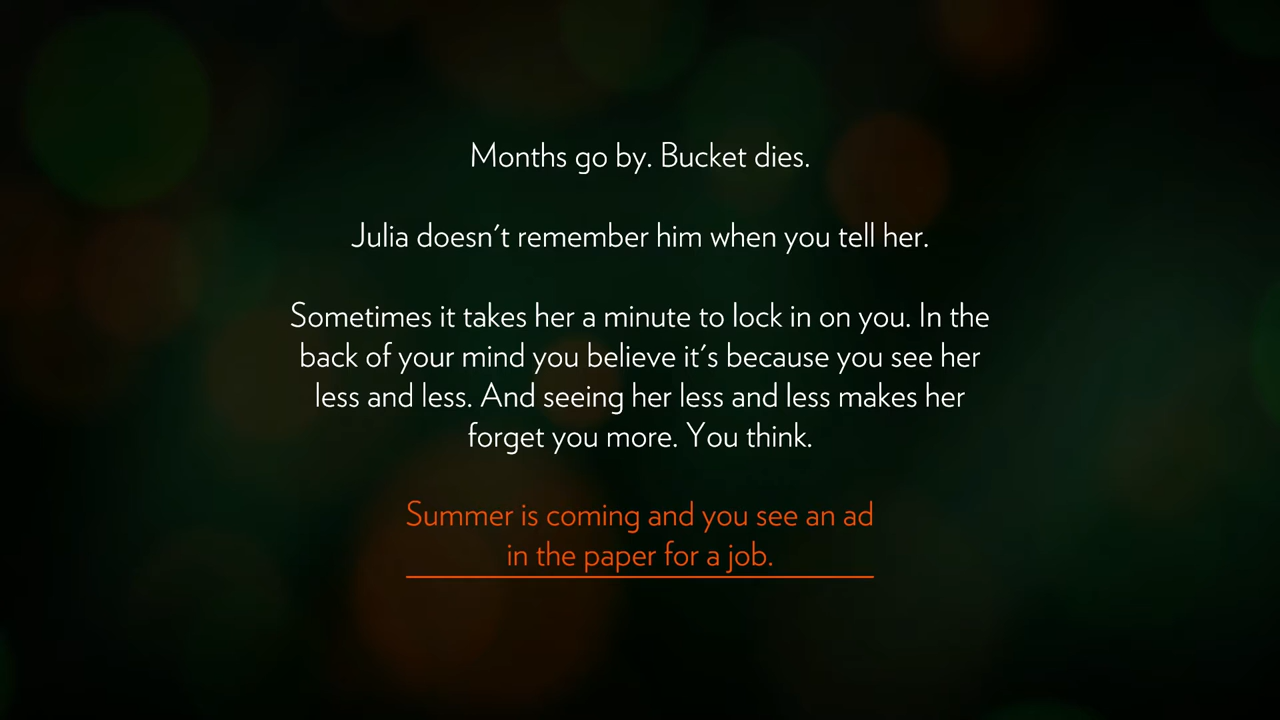 Months go by. Bucket dies.
Julia doesn't remember him when you tell her.
Sometimes it takes her a minute to lock in on you. In the
back of your mind you believe it's because you see her
less and less. And seeing her less and less makes her
forget you more. You think.
Summer is coming and you see an ad
in the paper for a job.